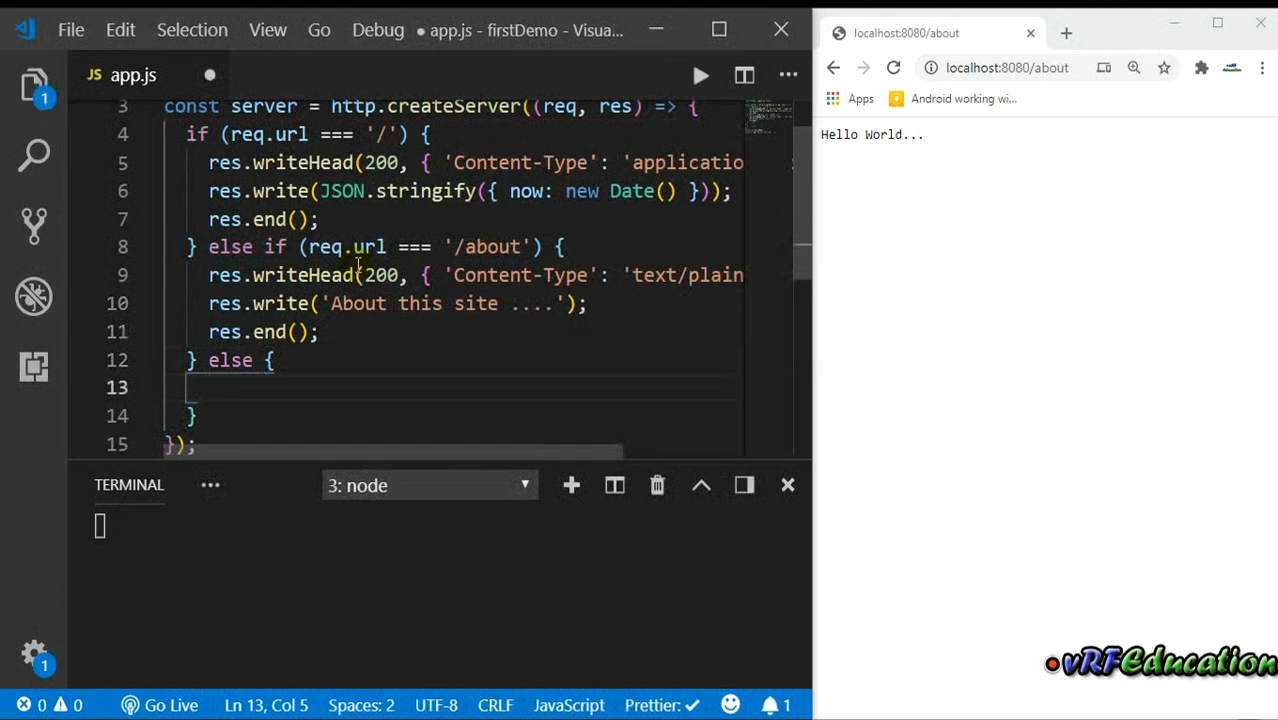 File Edit Selection View Go Debug ● app.js - firstDemo - Visua...
JS app.js
3 const server = http.createServer((req, res) => {
4 if (req.url === '/') {
5 res.writeHead(200, { 'Content-Type': 'applicatio
6 res.write(JSON.stringify({ now: new Date() }));
7 res.end();
8 } else if (req.url === '/about') {
9 res.writeHead(200, { 'Content-Type': 'text/plain
10 res.write('About this site ....');
11 res.end();
12 } else {
13
14 }
15 });
1
TERMINAL ... 3: node
1
0 0 Go Live Ln 13, Col 5 Spaces: 2 UTF-8 CRLF JavaScript Prettier: ✓ 1
localhost:8080/about
localhost:8080/about
Apps Android working wi...
Hello World...
vRFEducation